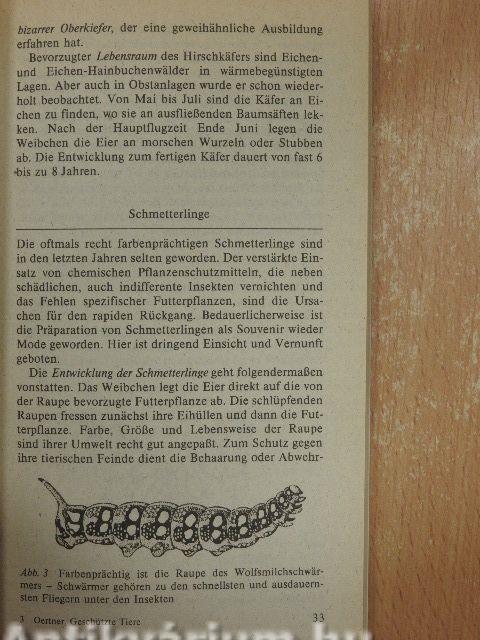 bizarrer Oberkiefer, der eine geweihähnliche Ausbildung
erfahren hat.
Bevorzugter Lebensraum des Hirschkäfers sind Eichen-
und Eichen-Hainbuchenwälder in wärmebegünstigten
Lagen. Aber auch in Obstanlagen wurde er schon wieder-
holt beobachtet. Von Mai bis Juli sind die Käfer an Ei-
chen zu finden, wo sie an ausfließenden Baumsäften lek-
ken. Nach der Hauptflugzeit Ende Juni legen die
Weibchen die Eier an morschen Wurzeln oder Stubben
ab. Die Entwicklung zum fertigen Käfer dauert von fast 6
bis zu 8 Jahren.
Schmetterlinge
Die oftmals recht farbenprächtigen Schmetterlinge sind
in den letzten Jahren selten geworden. Der verstärkte Ein-
satz von chemischen Pflanzenschutzmitteln, die neben
schädlichen, auch indifferente Insekten vernichten und
das Fehlen spezifischer Futterpflanzen, sind die Ursa-
chen für den rapiden Rückgang. Bedauerlicherweise ist
die Präparation von Schmetterlingen als Souvenir wieder
Mode geworden. Hier ist dringend Einsicht und Vernunft
geboten.
Die Entwicklung der Schmetterlinge geht folgendermaßen
vonstatten. Das Weibchen legt die Eier direkt auf die von
der Raupe bevorzugte Futterpflanze ab. Die schlüpfenden
Raupen fressen zunächst ihre Eihüllen und dann die Fut-
terpflanze. Farbe, Größe und Lebensweise der Raupe
sind ihrer Umwelt recht gut angepaßt. Zum Schutz gegen
ihre tierischen Feinde dient die Behaarung oder Abwehr-
Abb. 3 Farbenprächtig ist die Raupe des Wolfsmilchschwär-
mers – Schwärmer gehören zu den schnellsten und ausdauern-
sten Fliegern unter den Insekten
3 Oertner, Geschützte Tiere 33